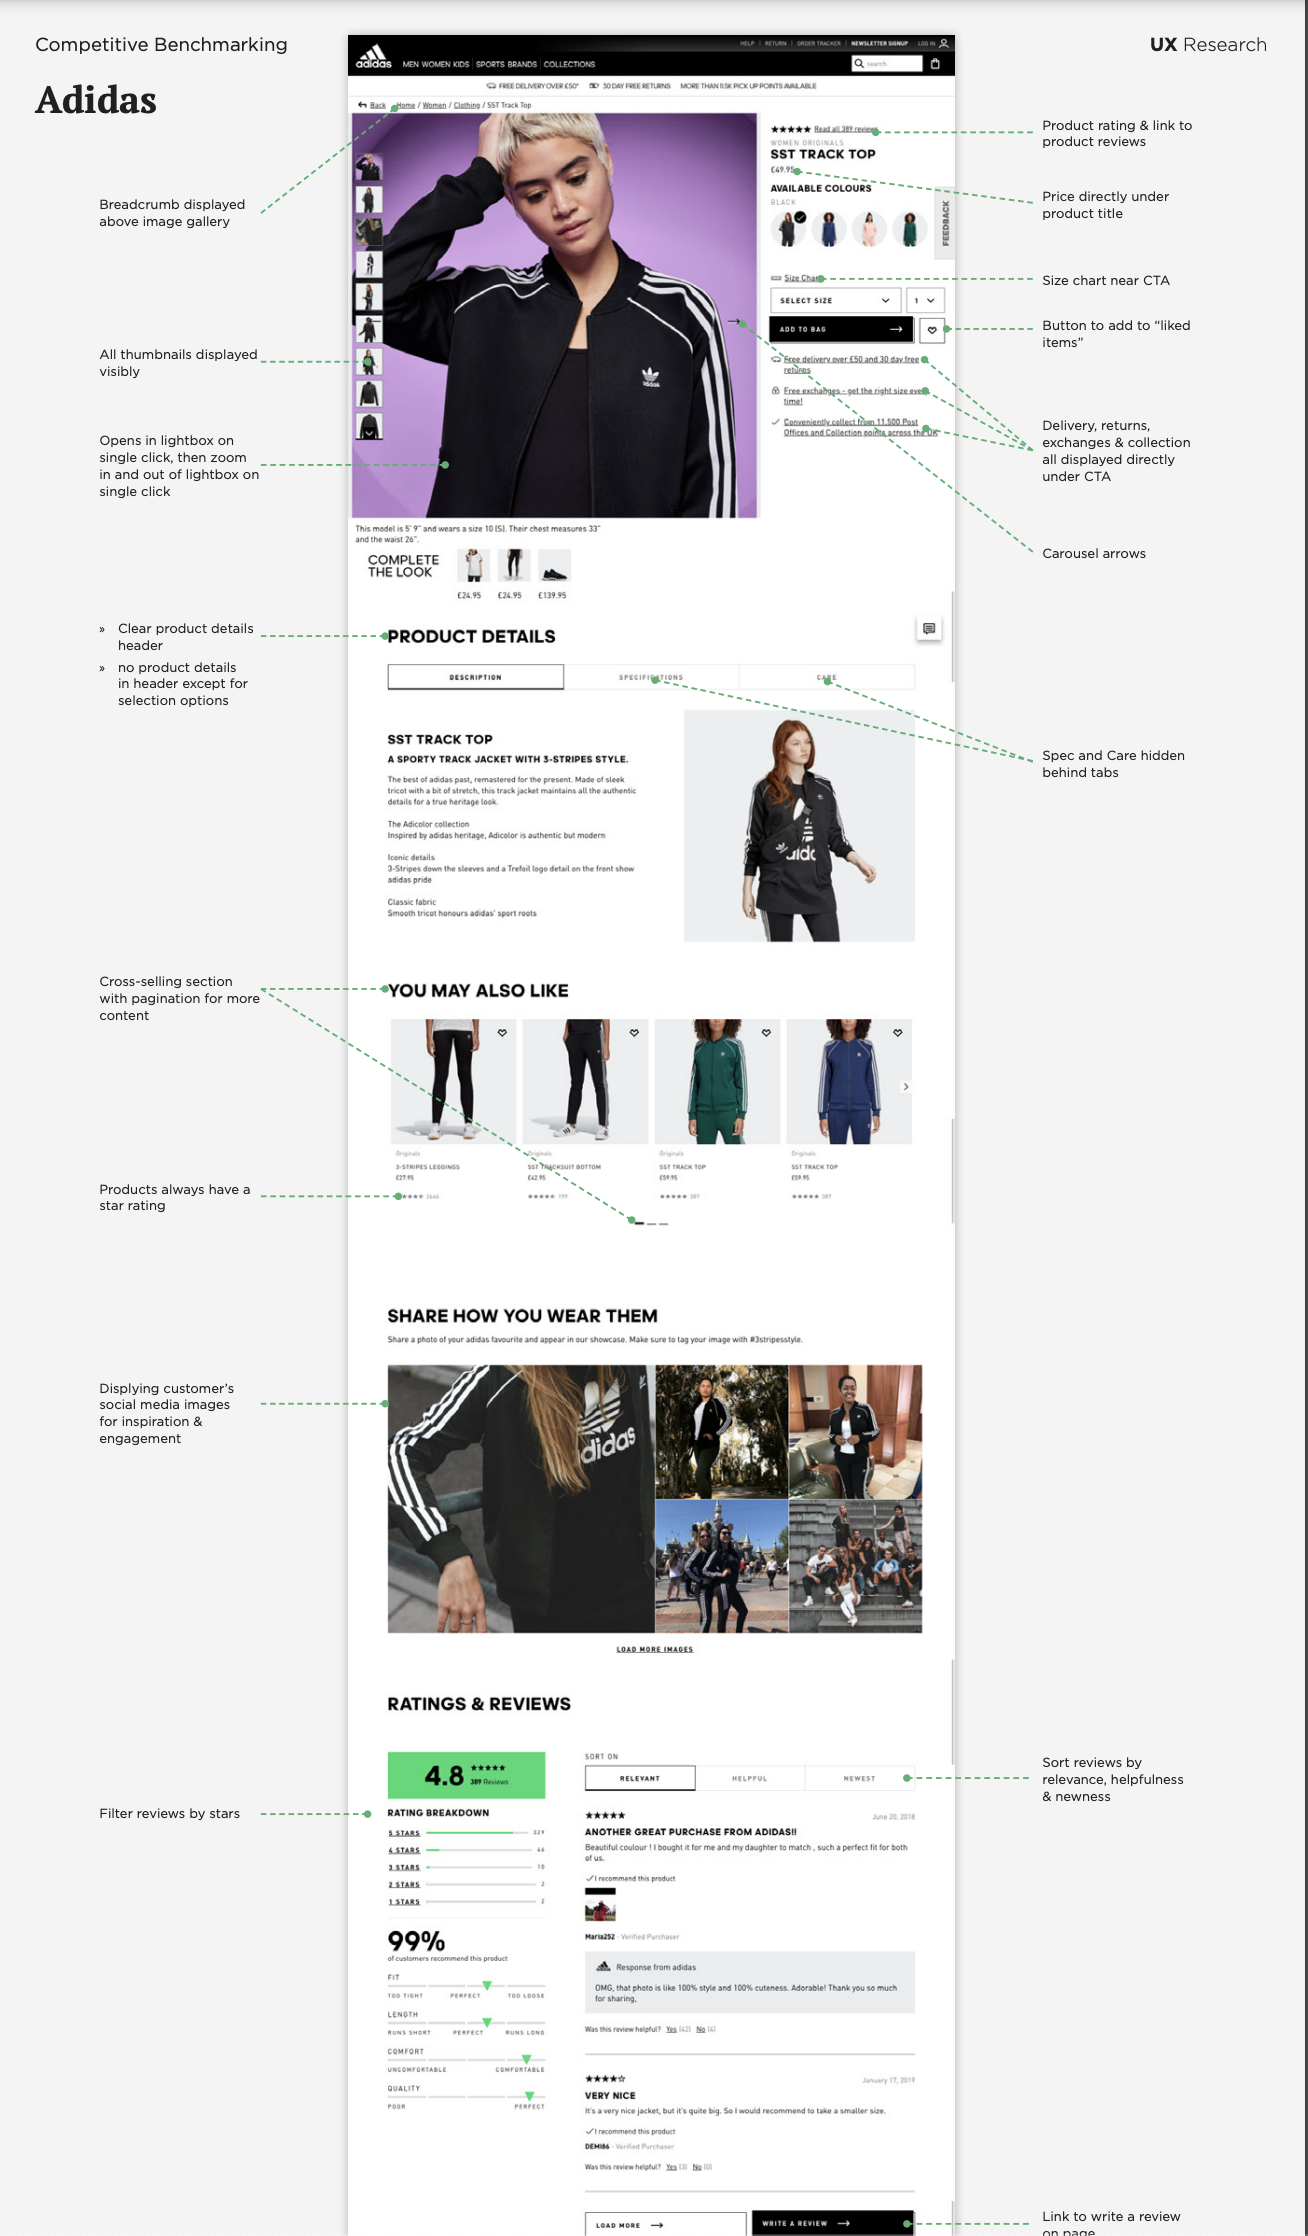 Competitive Benchmarking
UX Research
Adidas
adidas
HELP | RETURN | ORDER TRACKER | NEWSLETTER SIGNUP LOG IN
MEN WOMEN KIDS | SPORTS BRANDS | COLLECTIONS
search
FREE DELIVERY OVER £50* 30 DAY FREE RETURNS MORE THAN 11.5K PICK UP POINTS AVAILABLE
Back Home / Women / Clothing / SST Track Top
Breadcrumb displayed
above image gallery
All thumbnails displayed
visibly
Opens in lightbox on
single click, then zoom
in and out of lightbox on
single click
adidas
Read all 389 reviews
WOMEN ORIGINALS
SST TRACK TOP
£49.95
AVAILABLE COLOURS
BLACK
FEEDBACK
Size Chart
SELECT SIZE
1
ADD TO BAG
Free delivery over £50 and 30 day free
returns
Free exchanges - get the right size every
time!
Conveniently collect from 11,500 Post
Offices and Collection points across the UK
Product rating & link to
product reviews
Price directly under
product title
Size chart near CTA
Button to add to “liked
items”
Delivery, returns,
exchanges & collection
all displayed directly
under CTA
Carousel arrows
This model is 5' 9" and wears a size 10 (S). Their chest measures 33"
and the waist 26".
COMPLETE
THE LOOK
£24.95 £24.95 £139.95
» Clear product details
header
» no product details
in header except for
selection options
PRODUCT DETAILS
DESCRIPTION
SPECIFICATIONS
CARE
SST TRACK TOP
A SPORTY TRACK JACKET WITH 3-STRIPES STYLE.
The best of adidas past, remastered for the present. Made of sleek
tricot with a bit of stretch, this track jacket maintains all the authentic
details for a true heritage look.
The Adicolor collection
Inspired by adidas heritage, Adicolor is authentic but modern
Iconic details
3-Stripes down the sleeves and a Trefoil logo detail on the front show
adidas pride
Classic fabric
Smooth tricot honours adidas' sport roots
Spec and Care hidden
behind tabs
Cross-selling section
with pagination for more
content
YOU MAY ALSO LIKE
Originals
3-STRIPES LEGGINGS
£27.95
2646
Originals
SST TRACKSUIT BOTTOM
£42.95
199
Originals
SST TRACK TOP
£59.95
387
Originals
SST TRACK TOP
£59.95
387
Products always have a
star rating
SHARE HOW YOU WEAR THEM
Share a photo of your adidas favourite and appear in our showcase. Make sure to tag your image with #3stripesstyle.
Displying customer's
social media images
for inspiration &
engagement
adidas
LOAD MORE IMAGES
RATINGS & REVIEWS
Filter reviews by stars
4.8
★★★★★
389 Reviews
RATING BREAKDOWN
5 STARS 329
4 STARS 46
3 STARS 10
2 STARS 2
1 STARS 2
99%
of customers recommend this product
FIT
TOO TIGHT PERFECT TOO LOOSE
LENGTH
RUNS SHORT PERFECT RUNS LONG
COMFORT
UNCOMFORTABLE COMFORTABLE
QUALITY
POOR PERFECT
SORT ON
RELEVANT
HELPFUL
NEWEST
Sort reviews by
relevance, helpfulness
& newness
★★★★★ June 20, 2018
ANOTHER GREAT PURCHASE FROM ADIDAS!!
Beautiful coulour ! I bought it for me and my daughter to match , such a perfect fit for both
of us.
I recommend this product
Maria252 - Verified Purchaser
Response from adidas
OMG, that photo is like 100% style and 100% cuteness. Adorable! Thank you so much
for sharing,
Was this review helpful? Yes (42) No (4)
★★★★☆ January 17, 2019
VERY NICE
It's a very nice jacket, but it's quite big. So I would recommend to take a smaller size.
I recommend this product
DEMI86 - Verified Purchaser
Was this review helpful? Yes (3) No (0)
LOAD MORE
WRITE A REVIEW
Link to write a review
on page